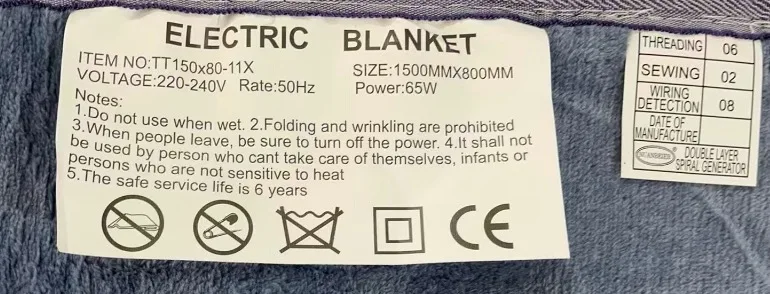 ELECTRIC BLANKET
ITEM NO:TT150x80-11X
SIZE:1500MMX800MM
VOLTAGE:220-240V Rate:50Hz
Power:65W
Notes:
1.Do not use when wet. 2.Folding and wrinkling are prohibited
3.When people leave, be sure to turn off the power. 4.It shall not
be used by person who cant take care of themselves, infants or
persons who are not sensitive to heat
5.The safe service life is 6 years
CE
THREADING 06
SEWING 02
WIRING
DETECTION 08
DATE OF
MANUFACTURE
DOUBLE LAYER
SPIRAL GENERATOR